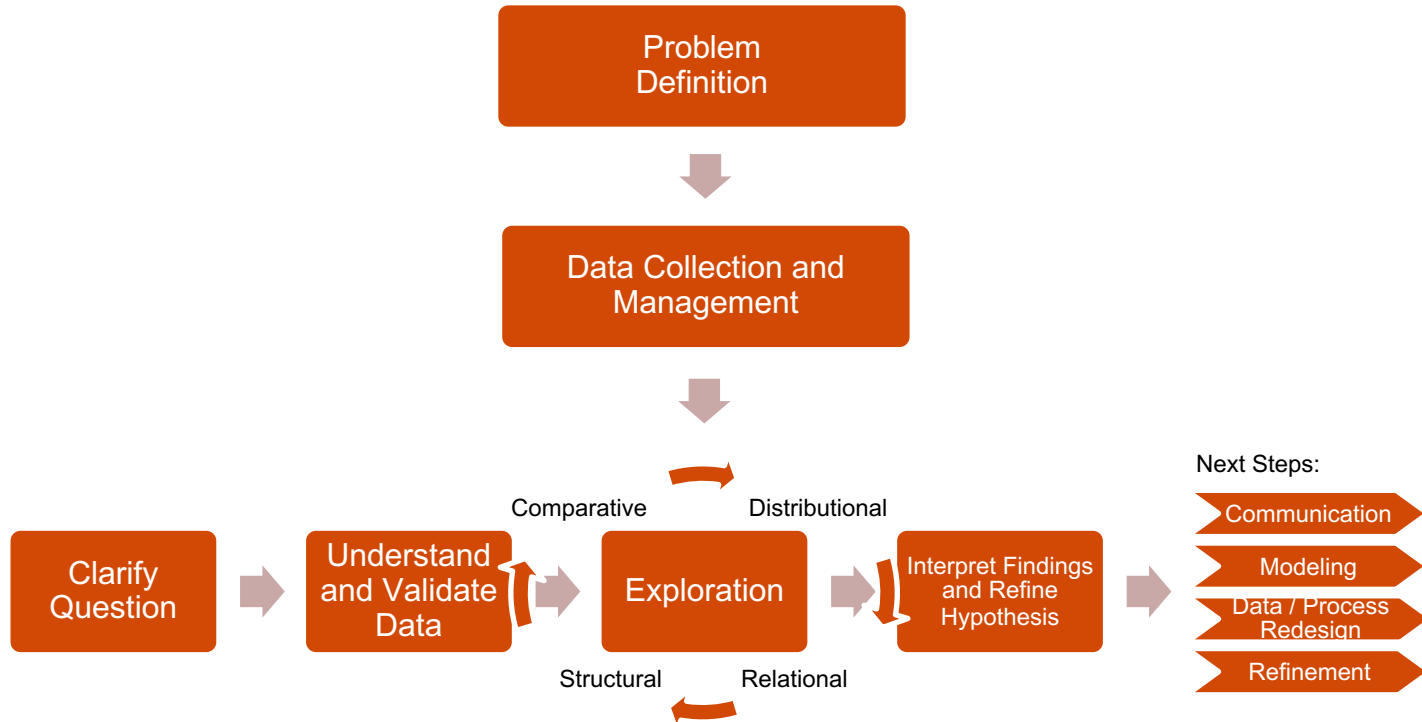 Problem
Definition
Data Collection and
Management
Next Steps:
Comparative
Distributional
Clarify
Question
Understand
and Validate
Data
Exploration
Interpret Findings
and Refine
Hypothesis
Structural
Relational
Communication
Modeling
Data / Process
Redesign
Refinement